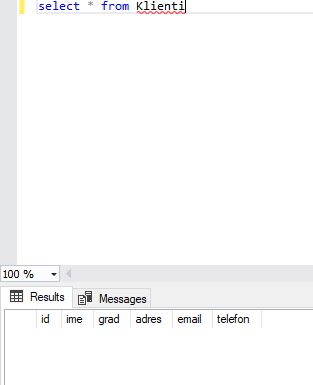 select * from Klienti
100 %
Results Messages
id ime grad adres email telefon